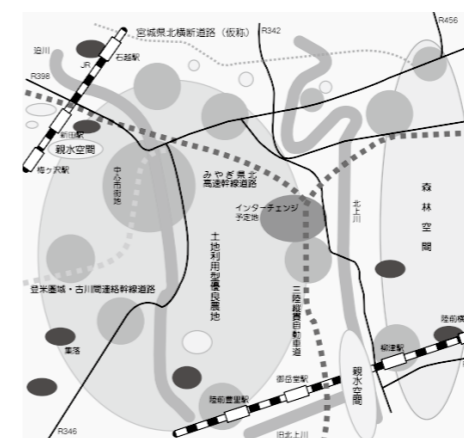 宮城県北横断道路（仮称）
R342
R456
迫川
JR
石越駅
R398
新田駅
親水空間
梅ヶ沢駅
中心市街地
みやぎ県北
高速幹線道路
インターチェンジ
予定地
北上川
森林空間
土地利用型優良農地
登米圏域・古川間連絡幹線道路
三陸縦貫自動車道
集落
陸前横
柳津駅
御岳堂駅
親水空間
陸前豊里駅
R346
旧北上川